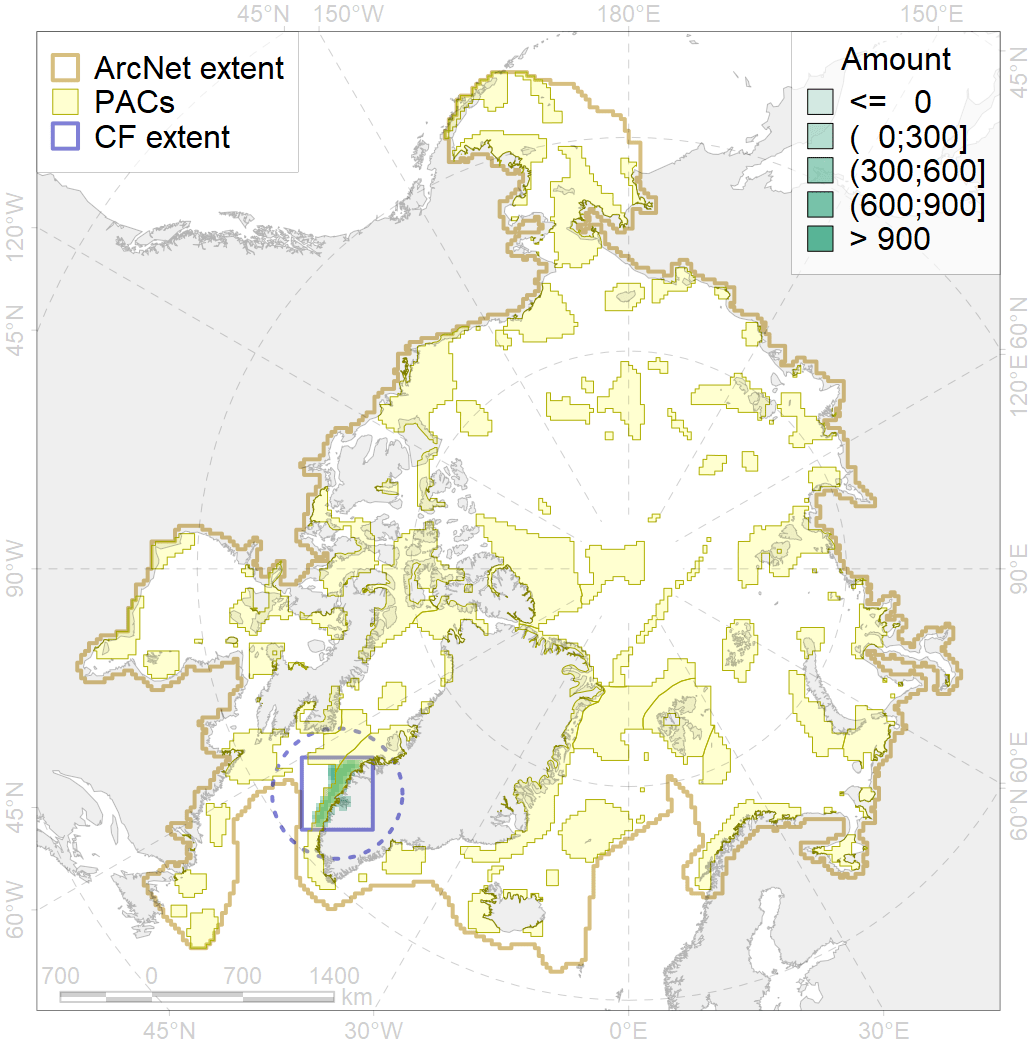 45°N 150°W 180°E 150°E
ArcNet extent
PACs
CF extent
Amount
<= 0
( 0;300]
(300;600]
(600;900]
> 900
45°N
120°W
45°N
60°N
120°E
90°W
90°E
45°N
60°N
60°E
60°W
700 0 700 1400
km
45°N 30°W 0°E 30°E